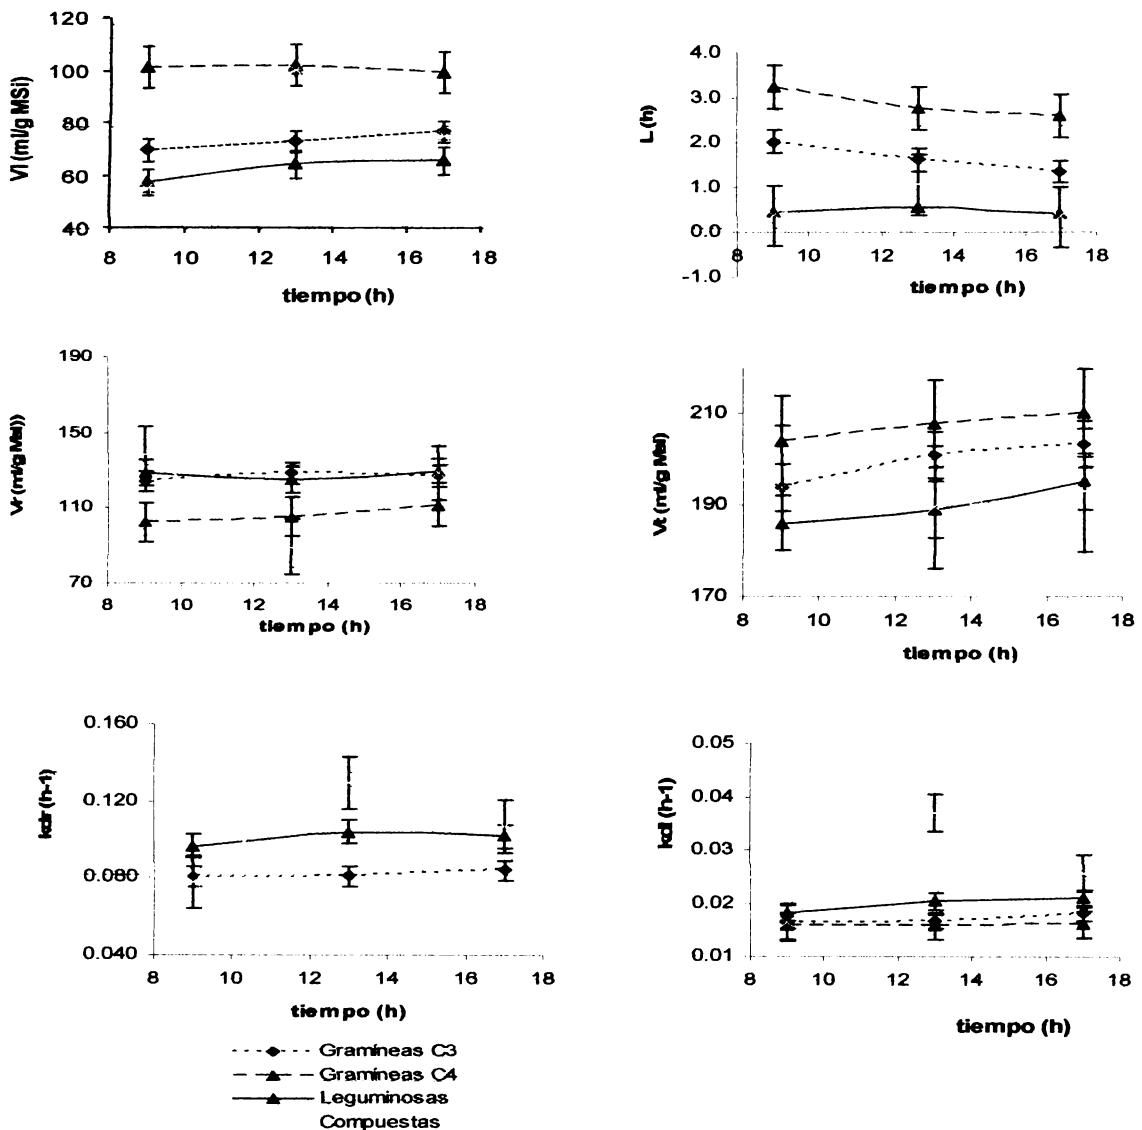 120
100
80
60
40
Vl (ml/g MSi)
8 10 12 14 16 18
tiempo (h)
4.0
3.0
2.0
1.0
0.0
-1.0
L (h)
8 10 12 14 16 18
tiempo (h)
190
150
110
70
Vr (ml/g Msi))
8 10 12 14 16 18
tiempo (h)
210
190
170
Vt (ml/g Msi)
8 10 12 14 16 18
tiempo (h)
0.160
0.120
0.080
0.040
kdr (h-1)
8 10 12 14 16 18
tiempo (h)
0.05
0.04
0.03
0.02
0.01
kdl (h-1)
8 10 12 14 16 18
tiempo (h)
Gramíneas C3
Gramíneas C4
Leguminosas
Compuestas